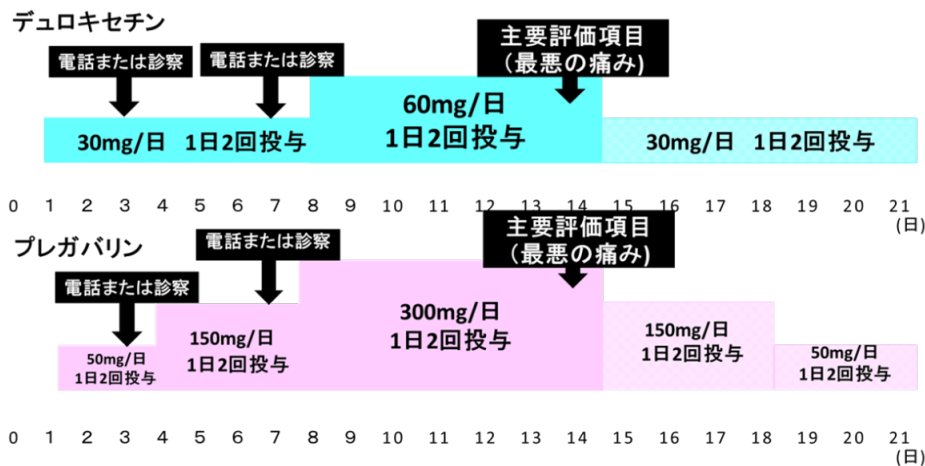 デュロキセチン
電話または診察
電話または診察
主要評価項目
(最悪の痛み)
30mg/日 1日2回投与
60mg/日
1日2回投与
30mg/日 1日2回投与
0 1 2 3 4 5 6 7 8 9 10 11 12 13 14 15 16 17 18 19 20 21
(日)
プレガバリン
電話または診察
電話または診察
主要評価項目
(最悪の痛み)
50mg/日
1日2回投与
150mg/日
1日2回投与
300mg/日
1日2回投与
150mg/日
1日2回投与
50mg/日
1日2回投与
0 1 2 3 4 5 6 7 8 9 10 11 12 13 14 15 16 17 18 19 20 21
(日)